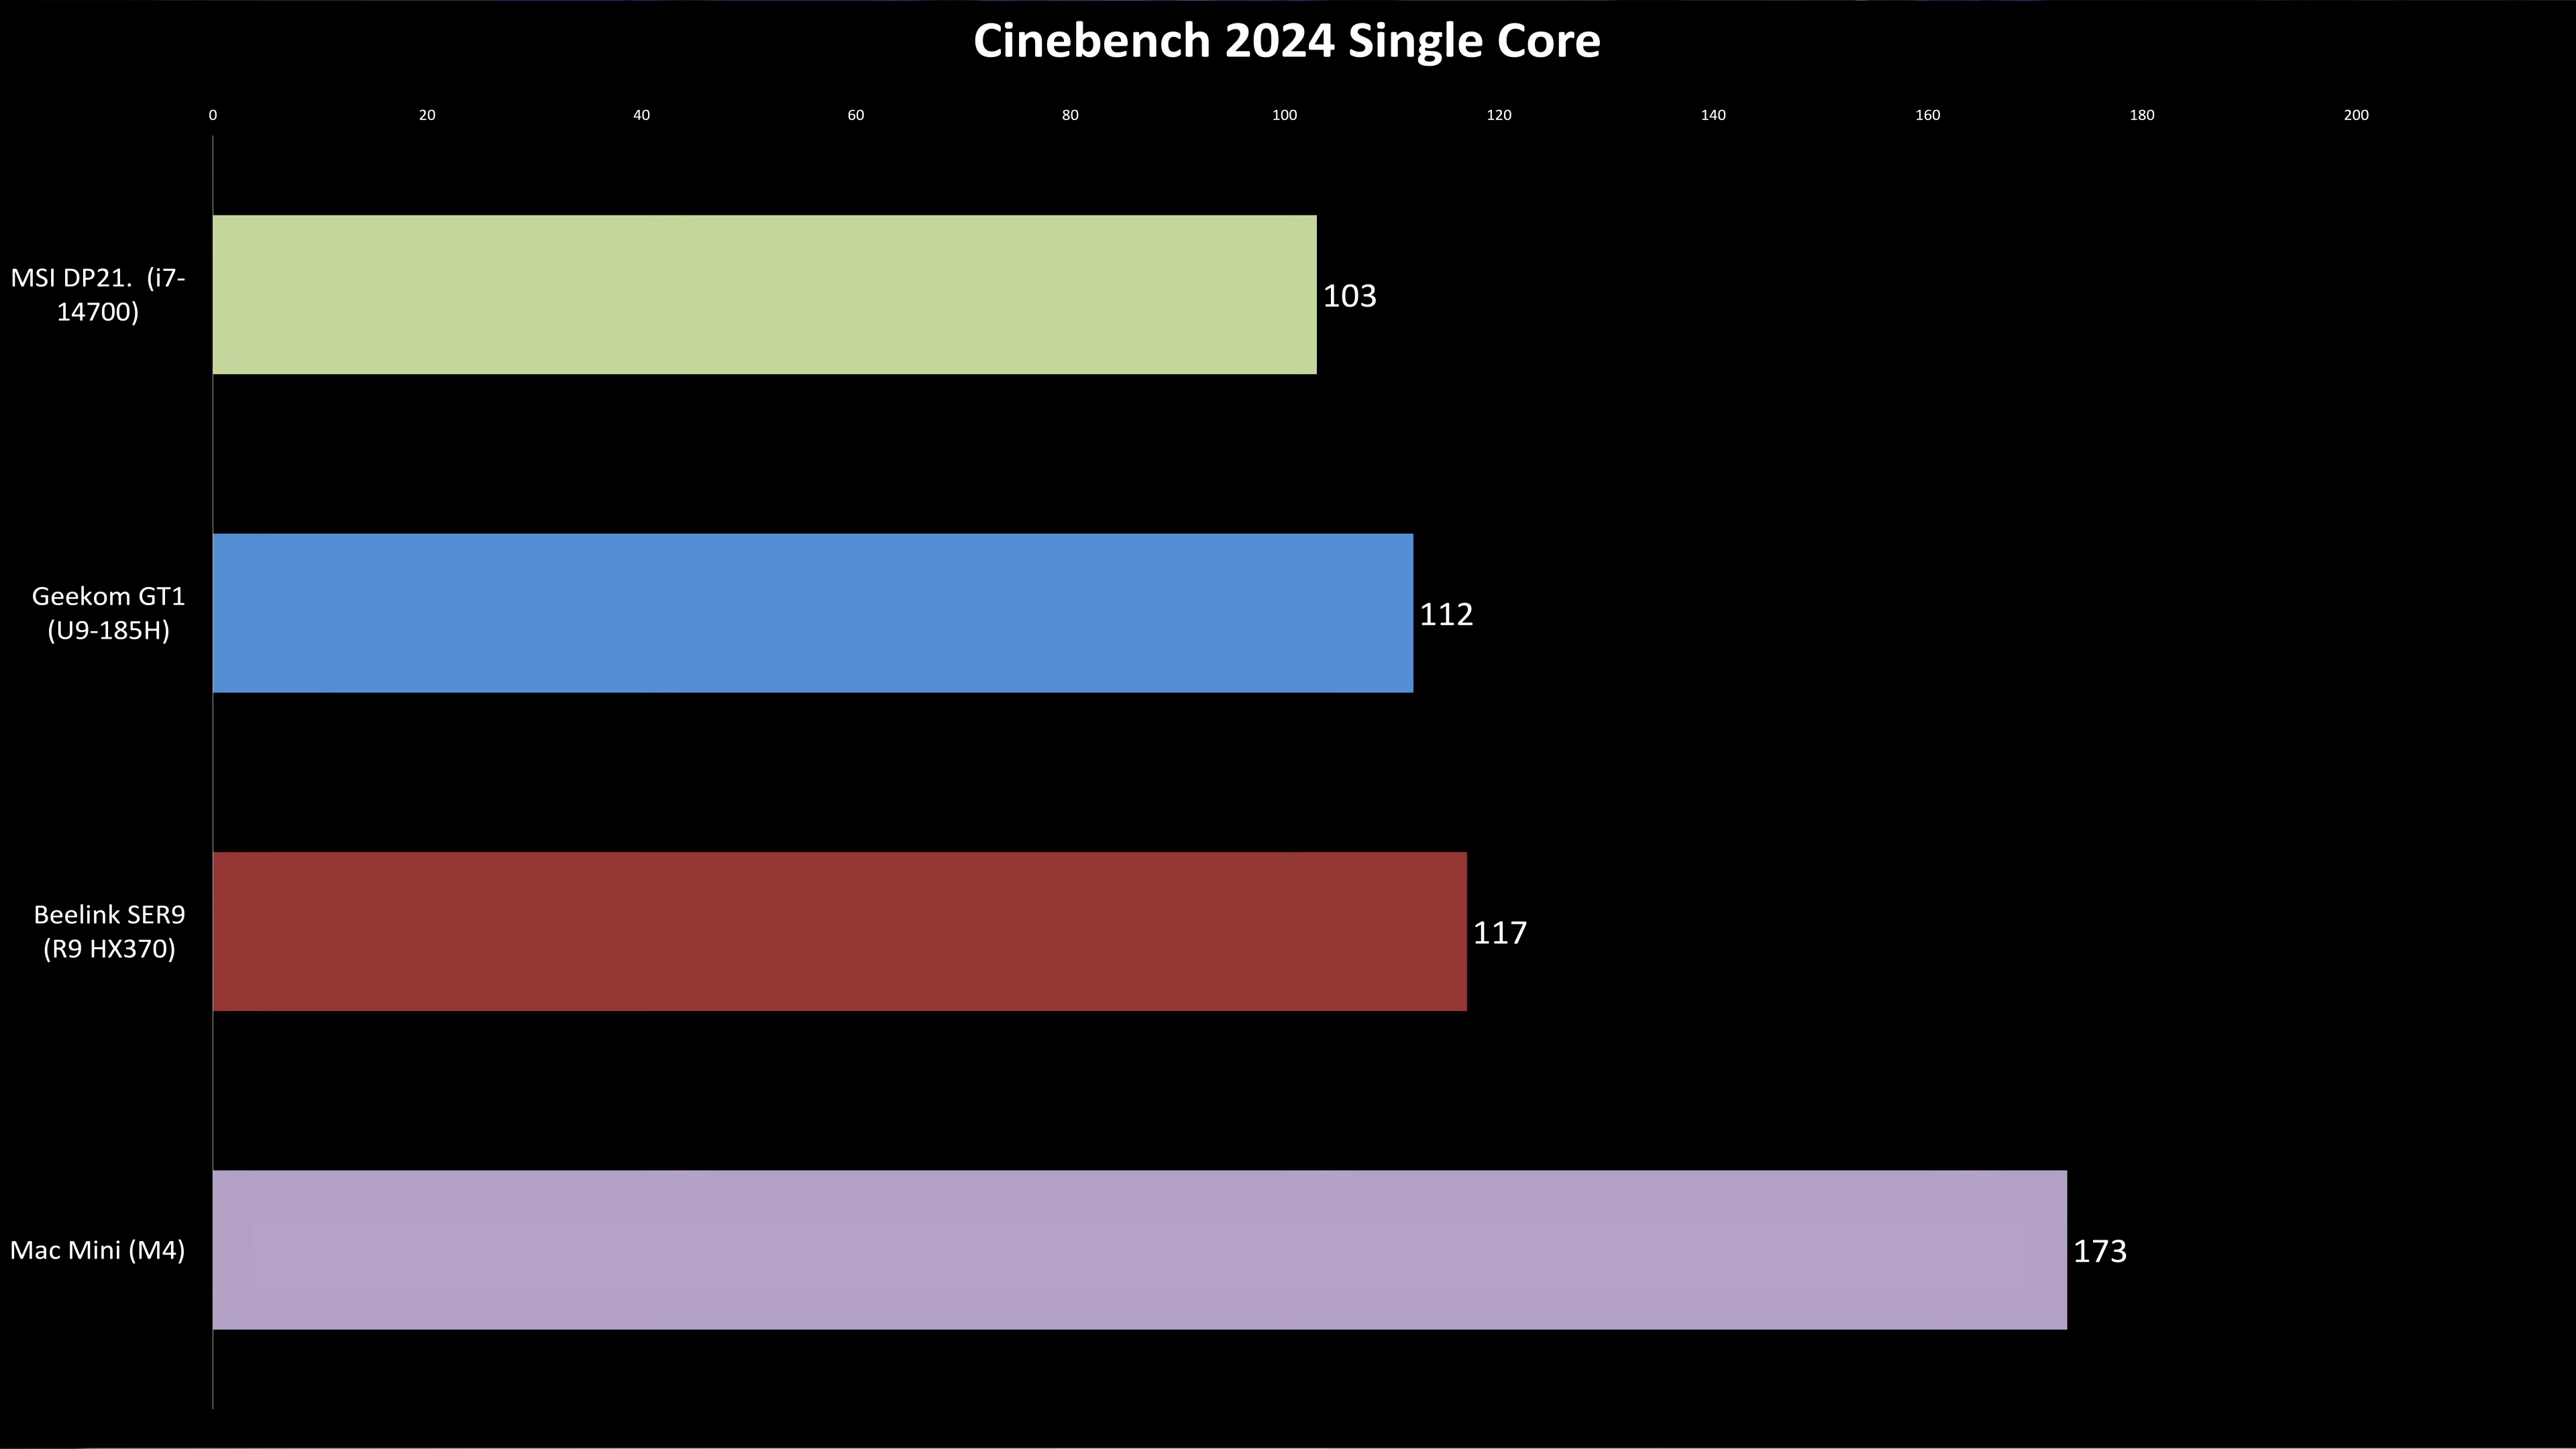 Cinebench 2024 Single Core
0 20 40 60 80 100 120 140 160 180 200
MSI DP21.  (i7-
14700)
103
Geekom GT1
(U9-185H)
112
Beelink SER9
(R9 HX370)
117
Mac Mini (M4)
173